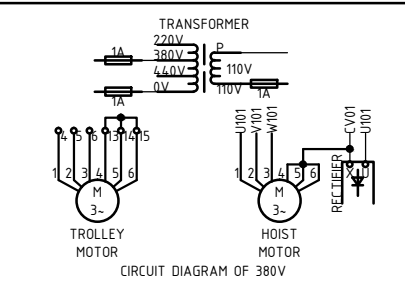 TRANSFORMER
220V
380V
440V
0V
1A
1A
P
110V
110V
1A
U101
V101
W101
CV01
U101
4 5 6 13 14 15
1 2 3 4 5 6
M
3~
1 2 3 4 5 6
M
3~
RECTIFIER
X U
TROLLEY
MOTOR
HOIST
MOTOR
CIRCUIT DIAGRAM OF 380V